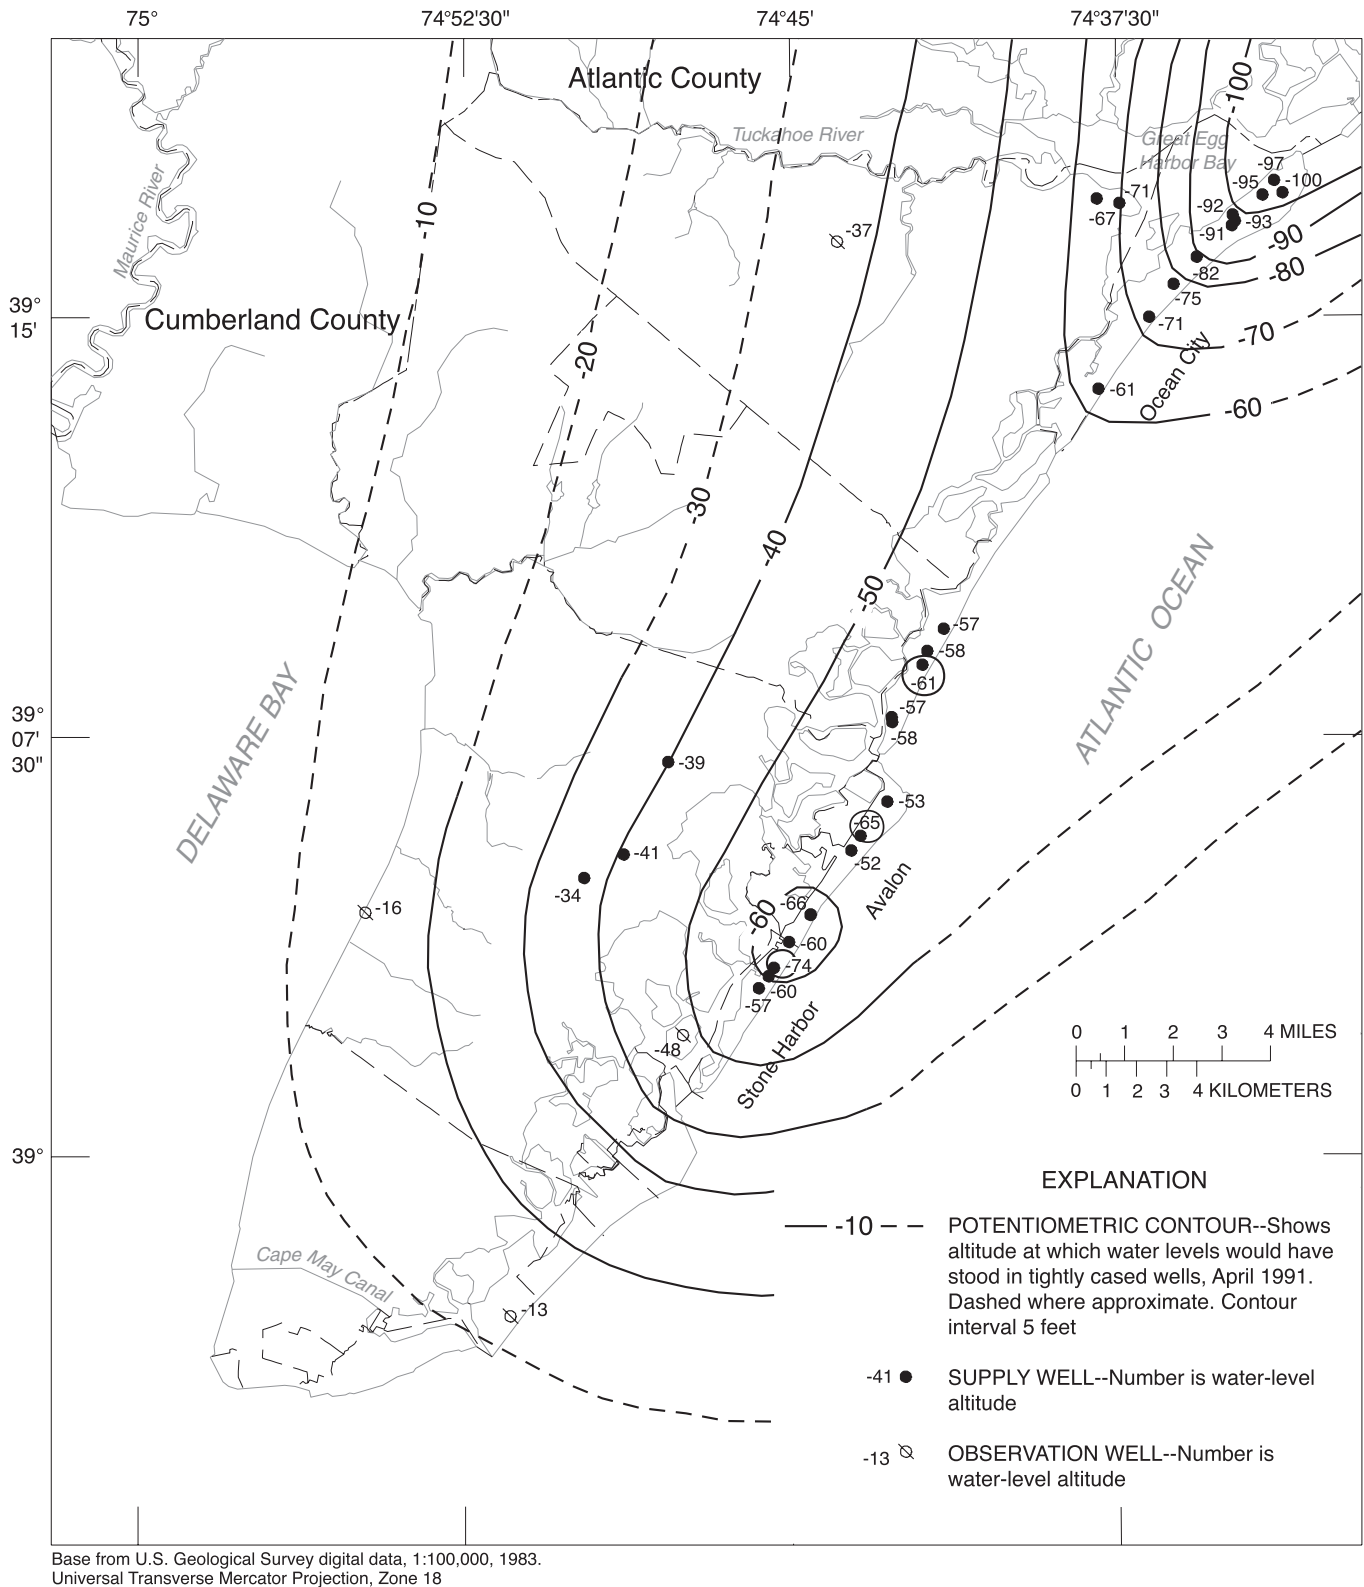 75°
74°52'30"
74°45'
74°37'30"
Atlantic County
-100
Tuckahoe River
Great Egg
Harbor Bay
Maurice River
-97
-95
-100
-71
-67
-92
-93
-91
-10
-37
-90
-82
-80
-75
39°
15'
Cumberland County
-71
-70
-20
Ocean City
-61
-60
-30
-40
-50
ATLANTIC OCEAN
-57
-58
-61
DELAWARE BAY
39°
07'
30"
-57
-58
-39
-53
-65
-41
-52
-34
Avalon
-66
-60
-16
-60
-74
-60
-57
Stone Harbor
-48
0 1 2 3 4 MILES
0 1 2 3 4 KILOMETERS
39°
EXPLANATION
-10
POTENTIOMETRIC CONTOUR--Shows
altitude at which water levels would have
stood in tightly cased wells, April 1991.
Dashed where approximate. Contour
interval 5 feet
Cape May Canal
-13
-41
SUPPLY WELL--Number is water-level
altitude
-13
OBSERVATION WELL--Number is
water-level altitude
Base from U.S. Geological Survey digital data, 1:100,000, 1983.
Universal Transverse Mercator Projection, Zone 18